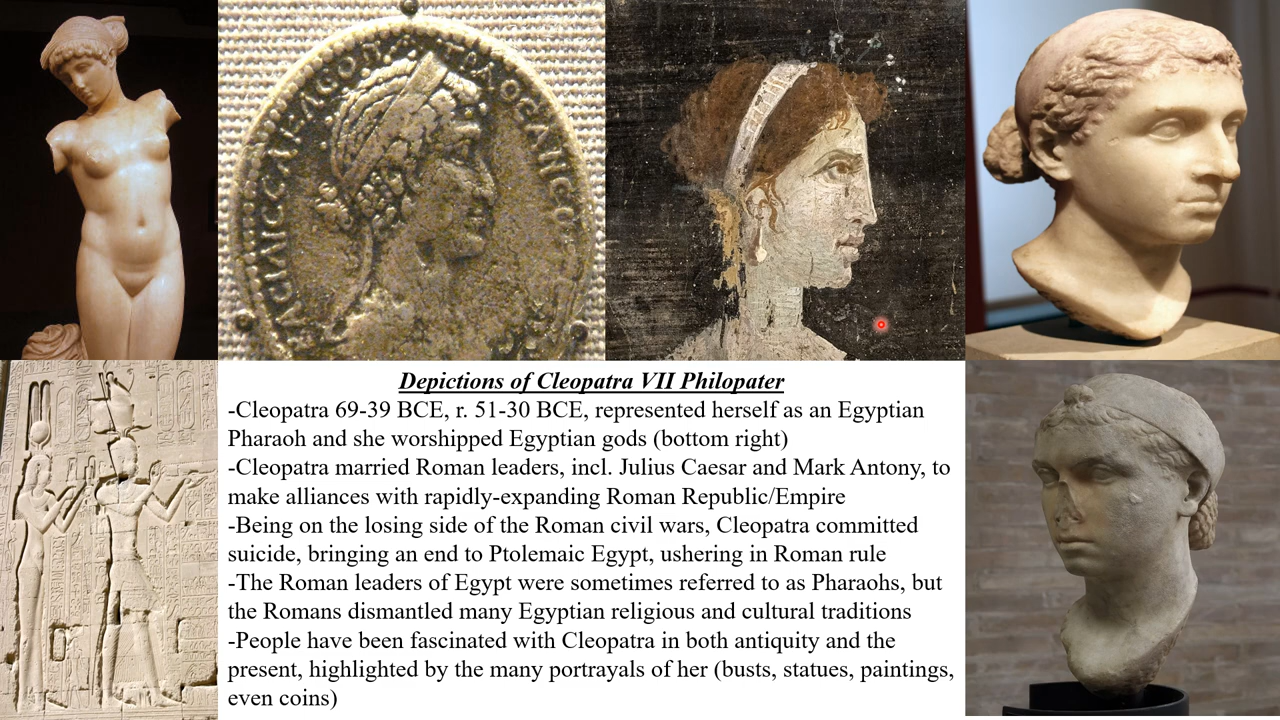 Depictions of Cleopatra VII Philopater
-Cleopatra 69-39 BCE, r. 51-30 BCE, represented herself as an Egyptian
Pharaoh and she worshipped Egyptian gods (bottom right)
-Cleopatra married Roman leaders, incl. Julius Caesar and Mark Antony, to
make alliances with rapidly-expanding Roman Republic/Empire
-Being on the losing side of the Roman civil wars, Cleopatra committed
suicide, bringing an end to Ptolemaic Egypt, ushering in Roman rule
-The Roman leaders of Egypt were sometimes referred to as Pharaohs, but
the Romans dismantled many Egyptian religious and cultural traditions
-People have been fascinated with Cleopatra in both antiquity and the
present, highlighted by the many portrayals of her (busts, statues, paintings,
even coins)